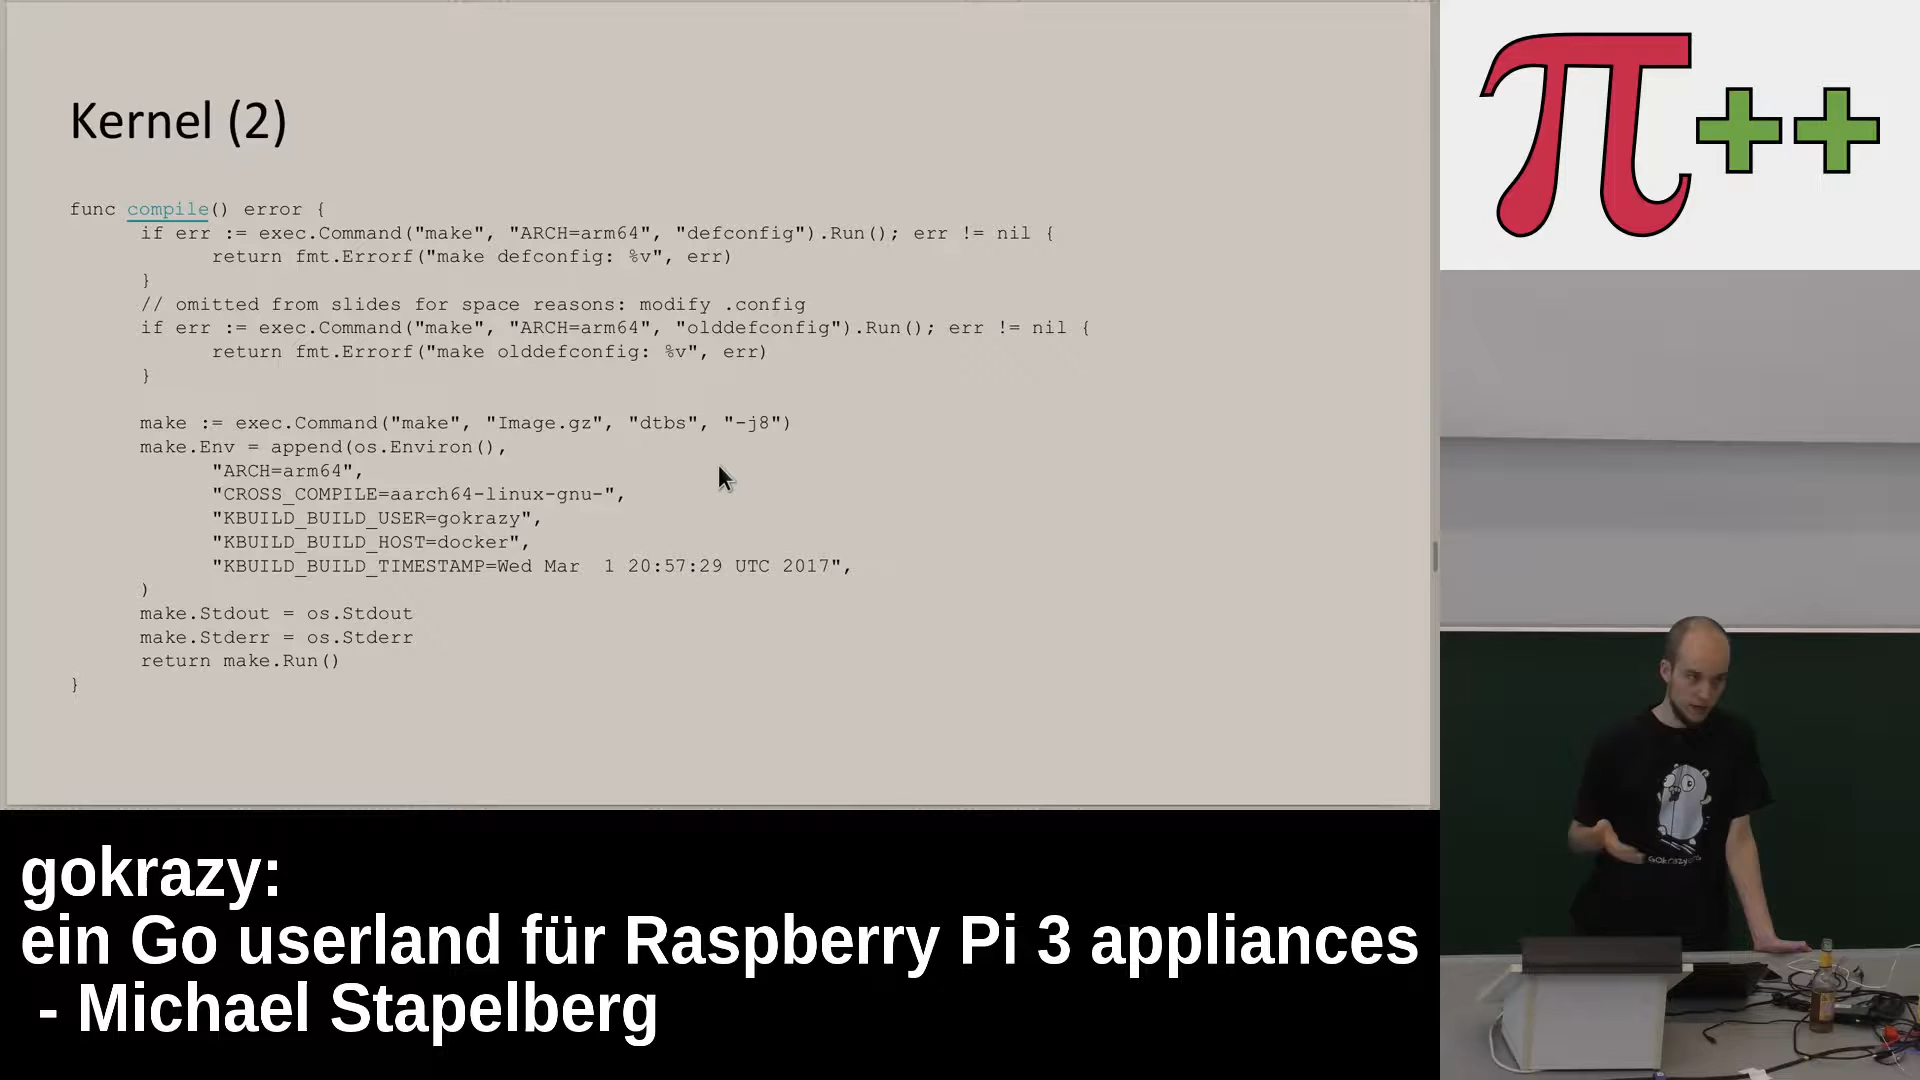 Kernel (2)
func compile() error {
if err := exec.Command("make", "ARCH=arm64", "defconfig").Run(); err != nil {
return fmt.Errorf("make defconfig: %v", err)
}
// omitted from slides for space reasons: modify .config
if err := exec.Command("make", "ARCH=arm64", "olddefconfig").Run(); err != nil {
return fmt.Errorf("make olddefconfig: %v", err)
}
make := exec.Command("make", "Image.gz", "dtbs", "-j8")
make.Env = append(os.Environ(),
"ARCH=arm64",
"CROSS_COMPILE=aarch64-linux-gnu-",
"KBUILD_BUILD_USER=gokrazy",
"KBUILD_BUILD_HOST=docker",
"KBUILD_BUILD_TIMESTAMP=Wed Mar  1 20:57:29 UTC 2017",
)
make.Stdout = os.Stdout
make.Stderr = os.Stderr
return make.Run()
}
π++
gokrazy:
ein Go userland für Raspberry Pi 3 appliances
- Michael Stapelberg